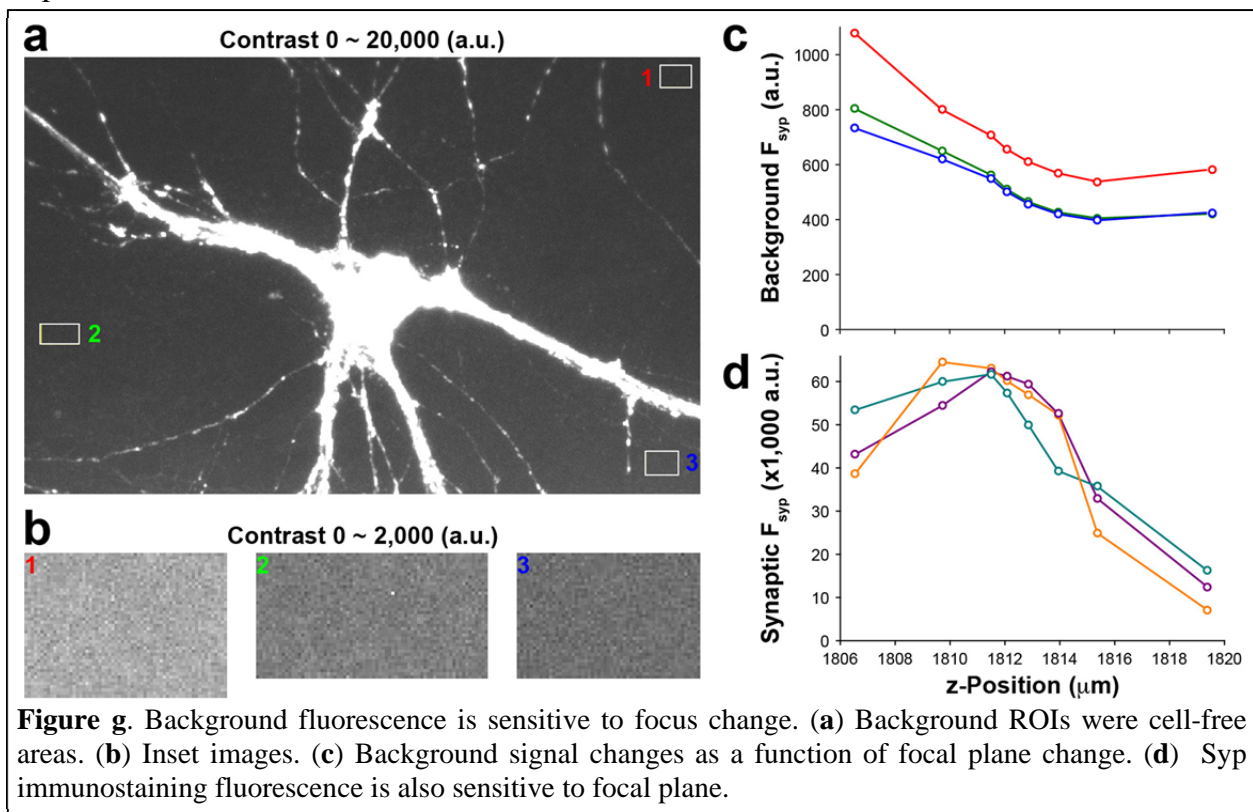 a
Contrast 0 ~ 20,000 (a.u.)
1
2
3
b
Contrast 0 ~ 2,000 (a.u.)
1
2
3
c
Background F_syp (a.u.)
1000
800
600
400
200
0
d
Synaptic F_syp (x1,000 a.u.)
60
50
40
30
20
10
0
1806 1808 1810 1812 1814 1816 1818 1820
z-Position (μm)
Figure g. Background fluorescence is sensitive to focus change. (a) Background ROIs were cell-free
areas. (b) Inset images. (c) Background signal changes as a function of focal plane change. (d) Syp
immunostaining fluorescence is also sensitive to focal plane.